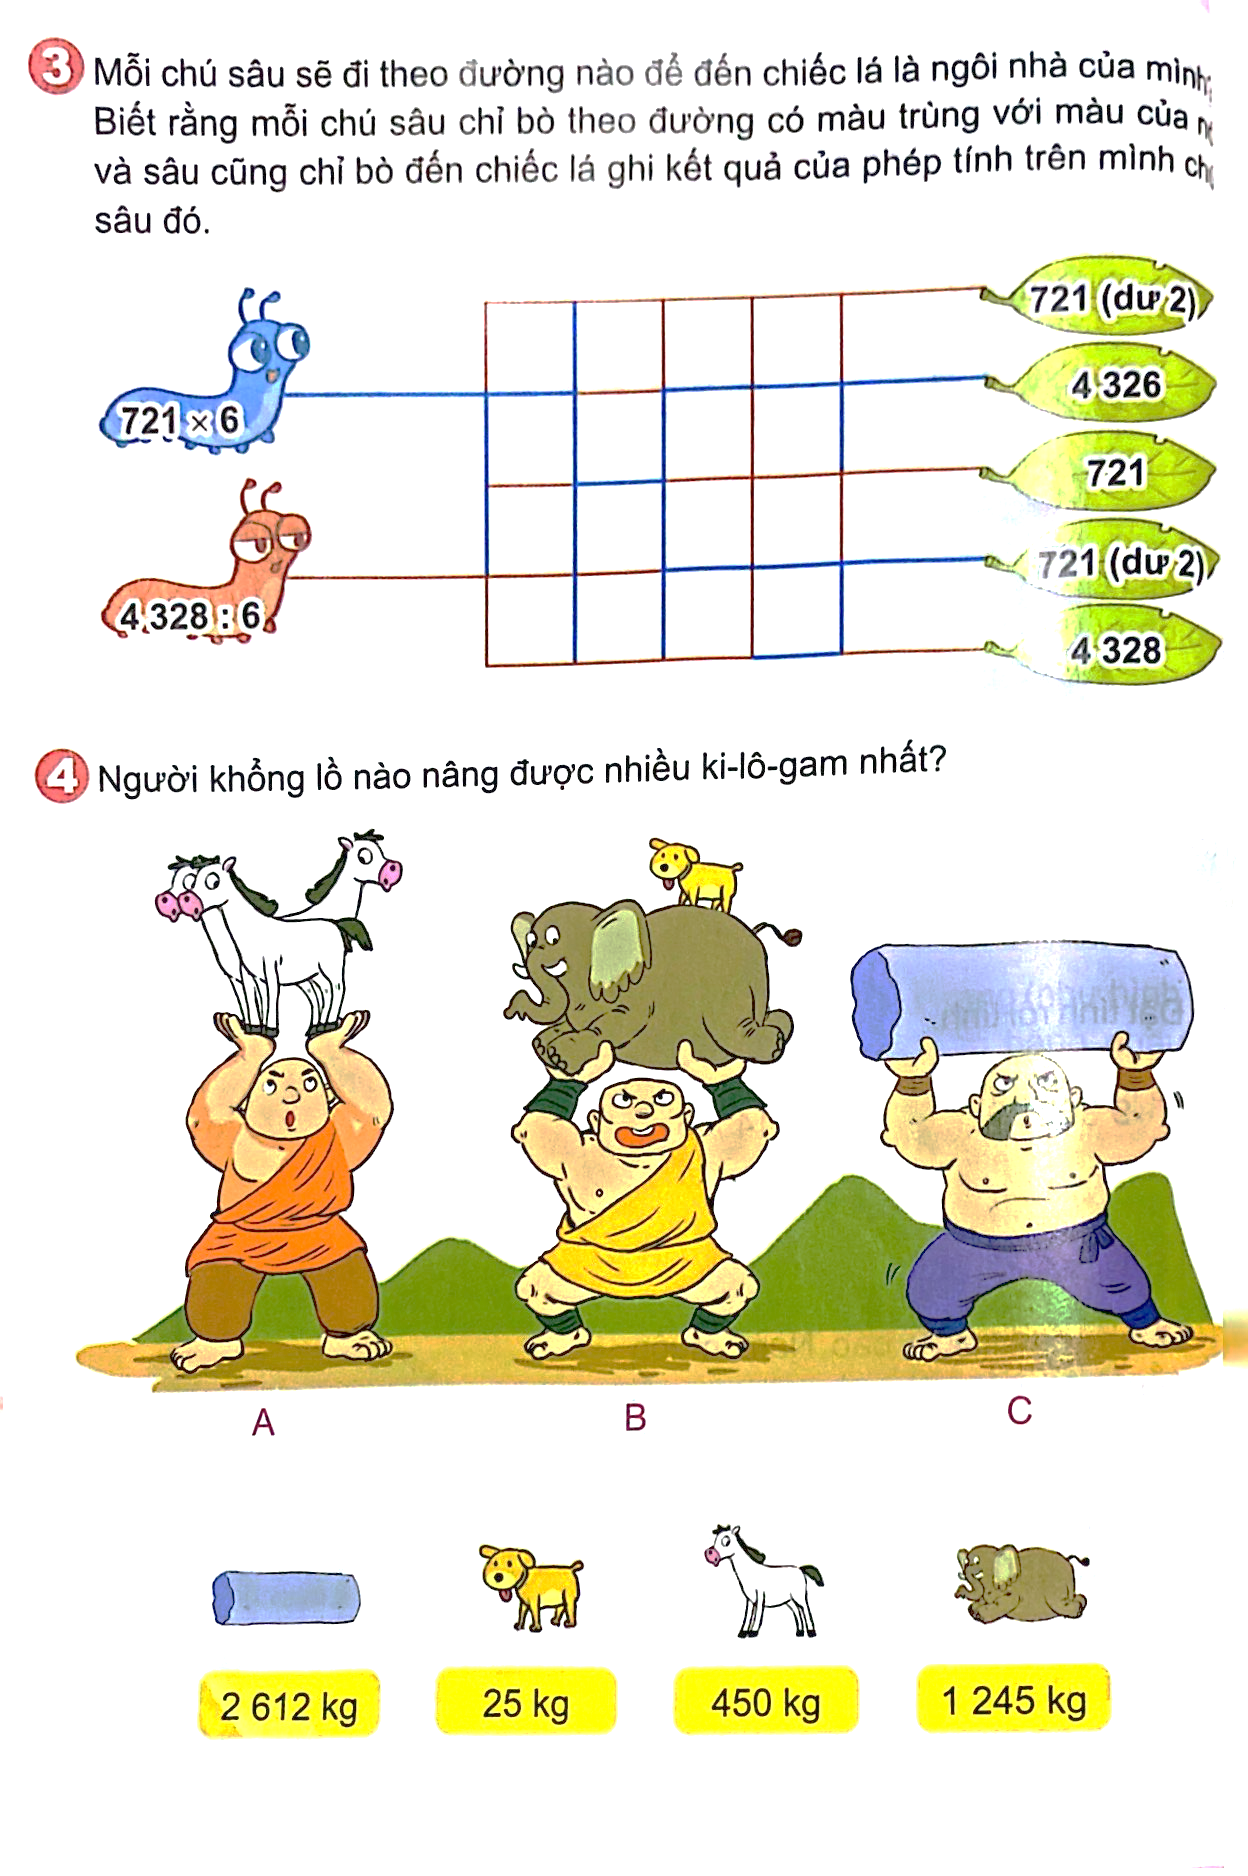 3 Mỗi chú sâu sẽ đi theo đường nào để đến chiếc lá là ngôi nhà của mình
Biết rằng mỗi chú sâu chỉ bò theo đường có màu trùng với màu của
và sâu cũng chỉ bò đến chiếc lá ghi kết quả của phép tính trên mình
sâu đó.
721 (dư 2)
4 326
721 × 6
721
721 (dư 2)
4 328 : 6
4 328
4 Người khổng lồ nào nâng được nhiều ki-lô-gam nhất?
A B C
2 612 kg 25 kg 450 kg 1 245 kg